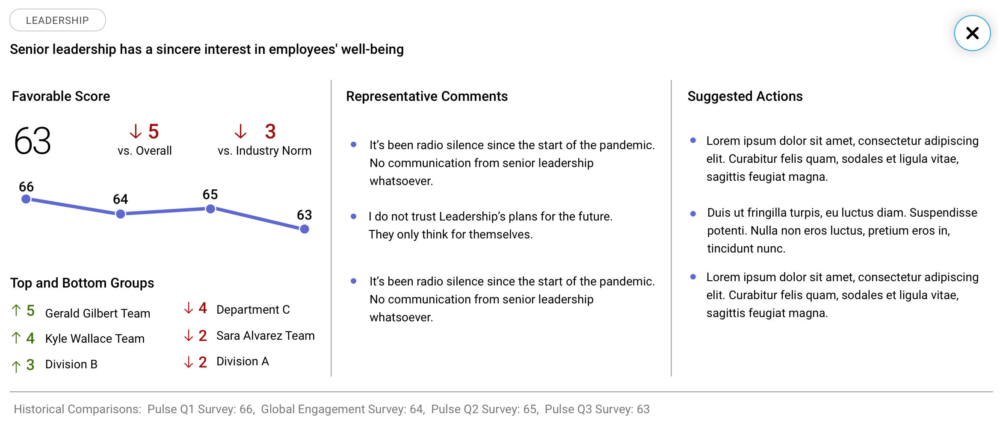 LEADERSHIP
Senior leadership has a sincere interest in employees' well-being
Favorable Score
63
↓ 5
vs. Overall
↓ 3
vs. Industry Norm
66
64
65
63
Top and Bottom Groups
↑ 5 Gerald Gilbert Team
↑ 4 Kyle Wallace Team
↑ 3 Division B
↓ 4 Department C
↓ 2 Sara Alvarez Team
↓ 2 Division A
Representative Comments
It’s been radio silence since the start of the pandemic.
No communication from senior leadership
whatsoever.
I do not trust Leadership’s plans for the future.
They only think for themselves.
It’s been radio silence since the start of the pandemic.
No communication from senior leadership
whatsoever.
Suggested Actions
Lorem ipsum dolor sit amet, consectetur adipiscing
elit. Curabitur felis quam, sodales et ligula vitae,
sagittis feugiat magna.
Duis ut fringilla turpis, eu luctus diam. Suspendisse
potenti. Nulla non eros luctus, pretium eros in,
tincidunt nunc.
Lorem ipsum dolor sit amet, consectetur adipiscing
elit. Curabitur felis quam, sodales et ligula vitae,
sagittis feugiat magna.
Historical Comparisons: Pulse Q1 Survey: 66, Global Engagement Survey: 64, Pulse Q2 Survey: 65, Pulse Q3 Survey: 63